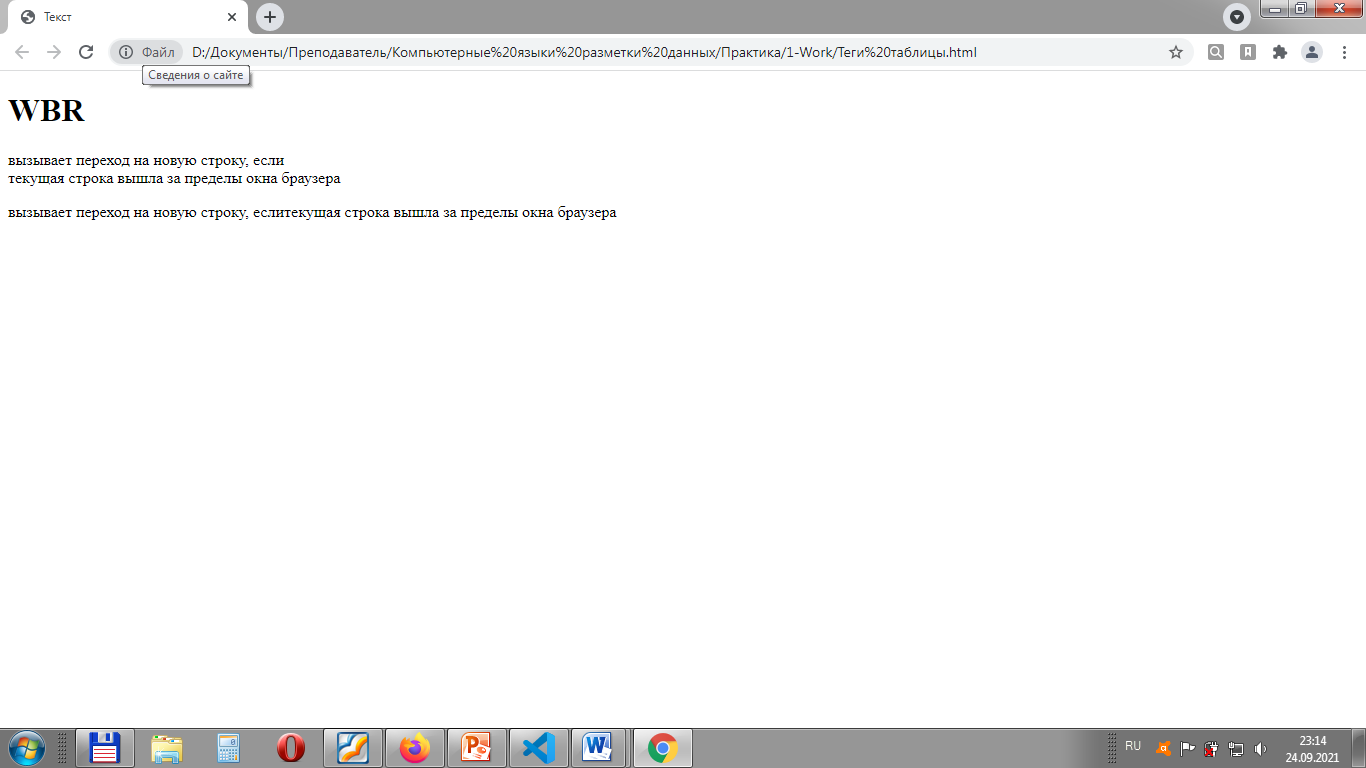 Текст
Файл
D:/Документы/Преподаватель/Компьютерные%20языки%20разметки%20данных/Практика/1-Work/Теги%20таблицы.html
Сведения о сайте
WBR
вызывает переход на новую строку, если
текущая строка вышла за пределы окна браузера
вызывает переход на новую строку, еслитекущая строка вышла за пределы окна браузера
RU
23:14
24.09.2021